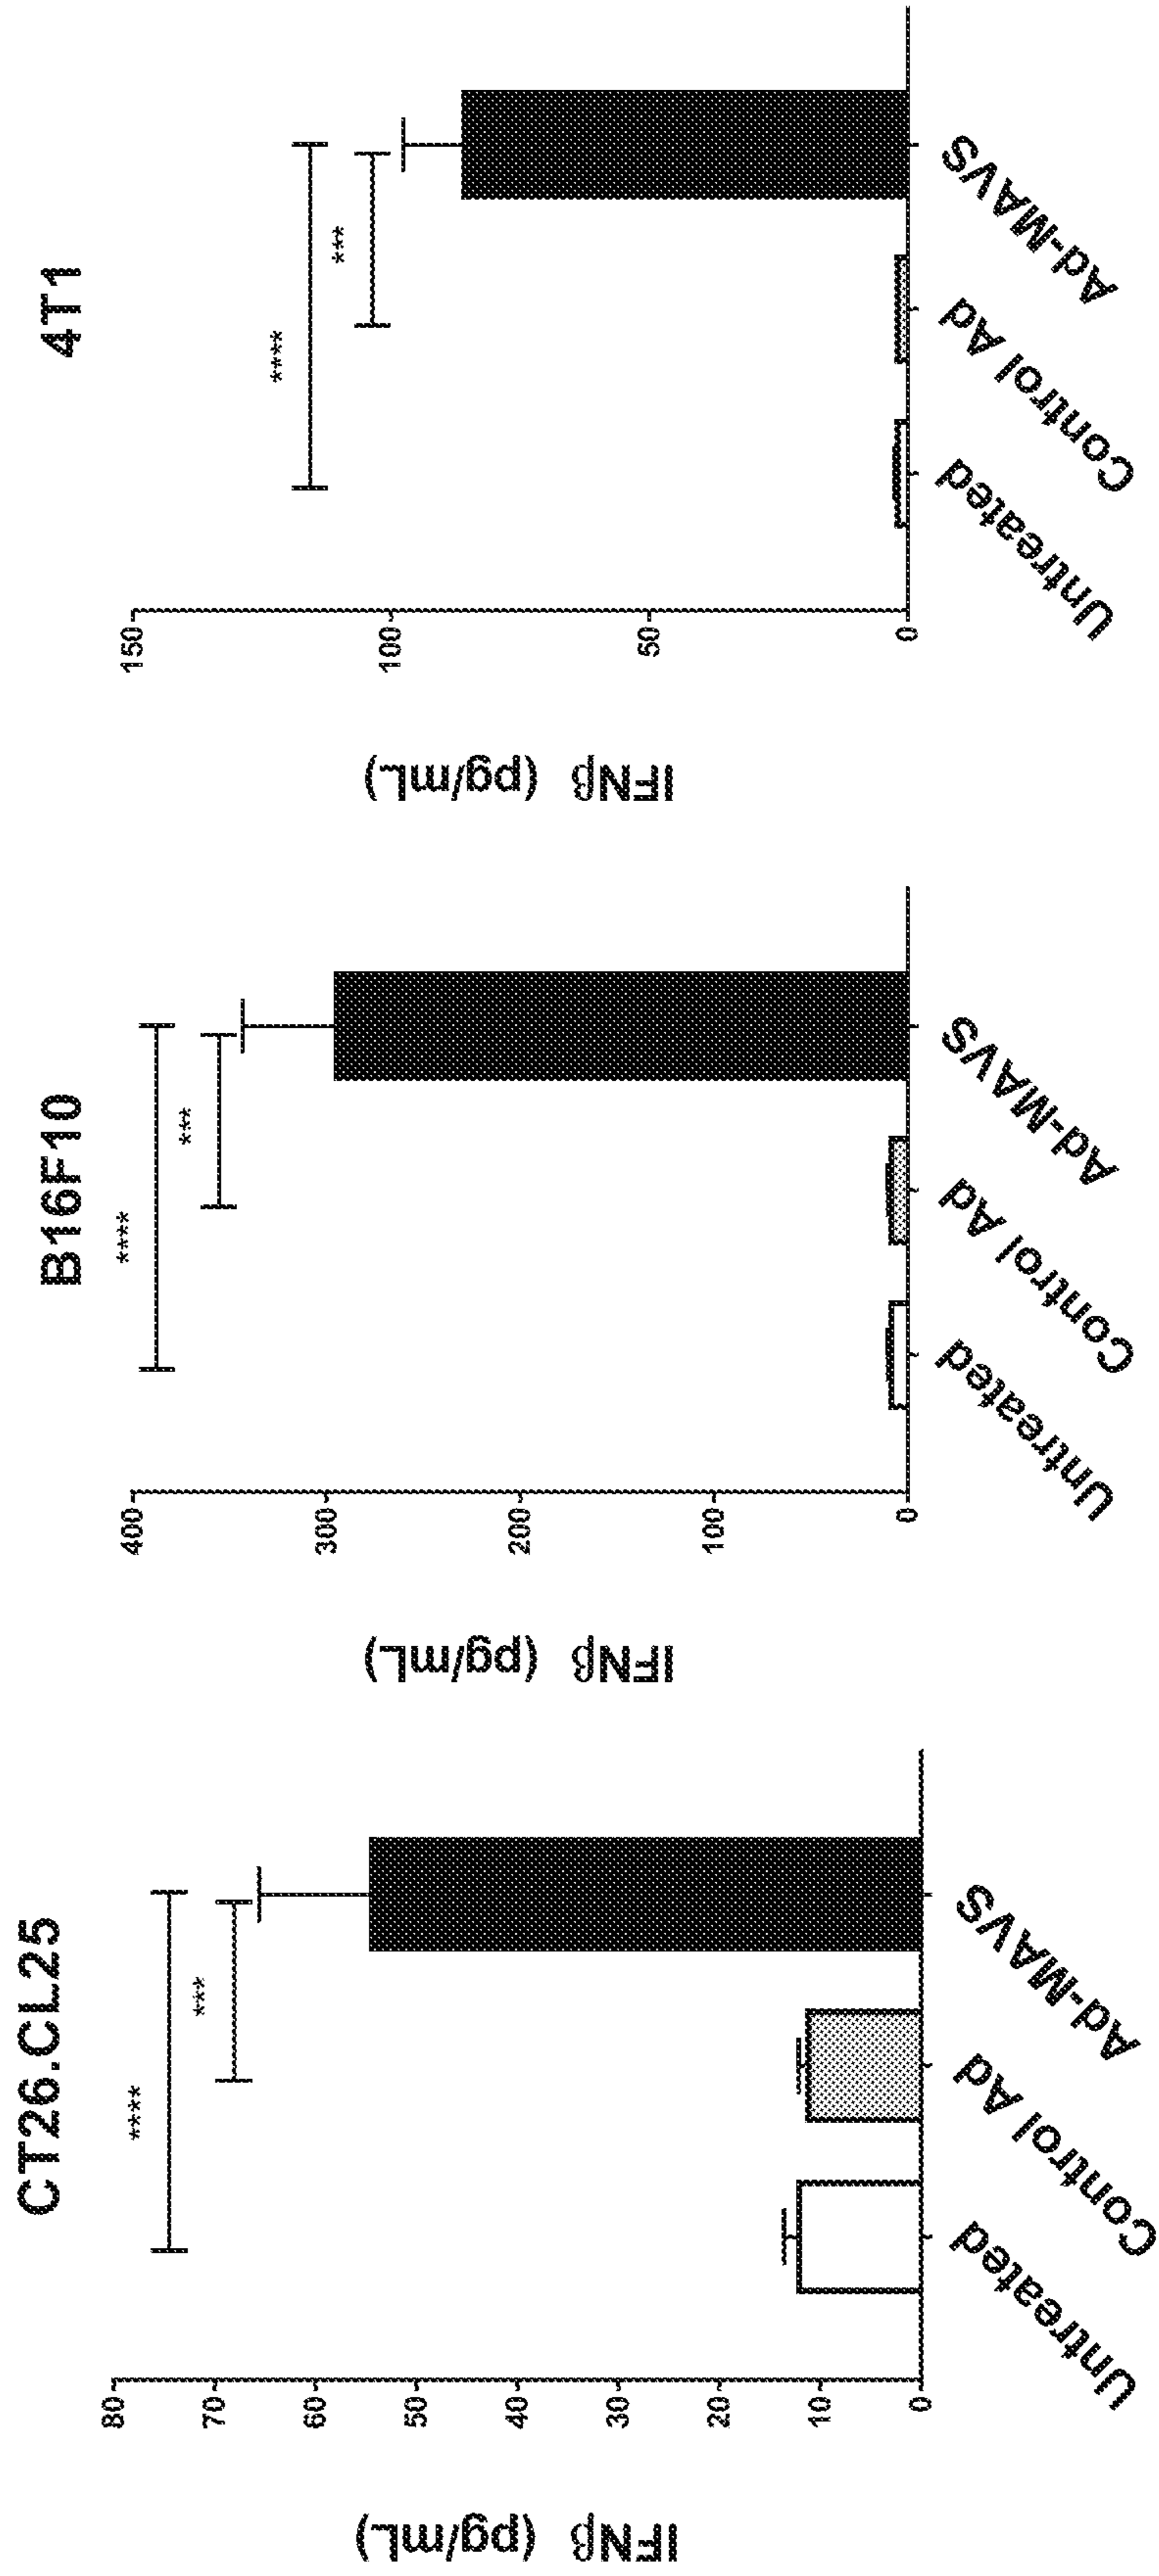 CT26.CL25
IFNβ (pg/mL)
80
70
60
50
40
30
20
10
0
****
***
Untreated
Control Ad
Ad-MAVS
B16F10
IFNβ (pg/mL)
400
300
200
100
0
****
***
Untreated
Control Ad
Ad-MAVS
4T1
IFNβ (pg/mL)
150
100
50
0
****
***
Untreated
Control Ad
Ad-MAVS